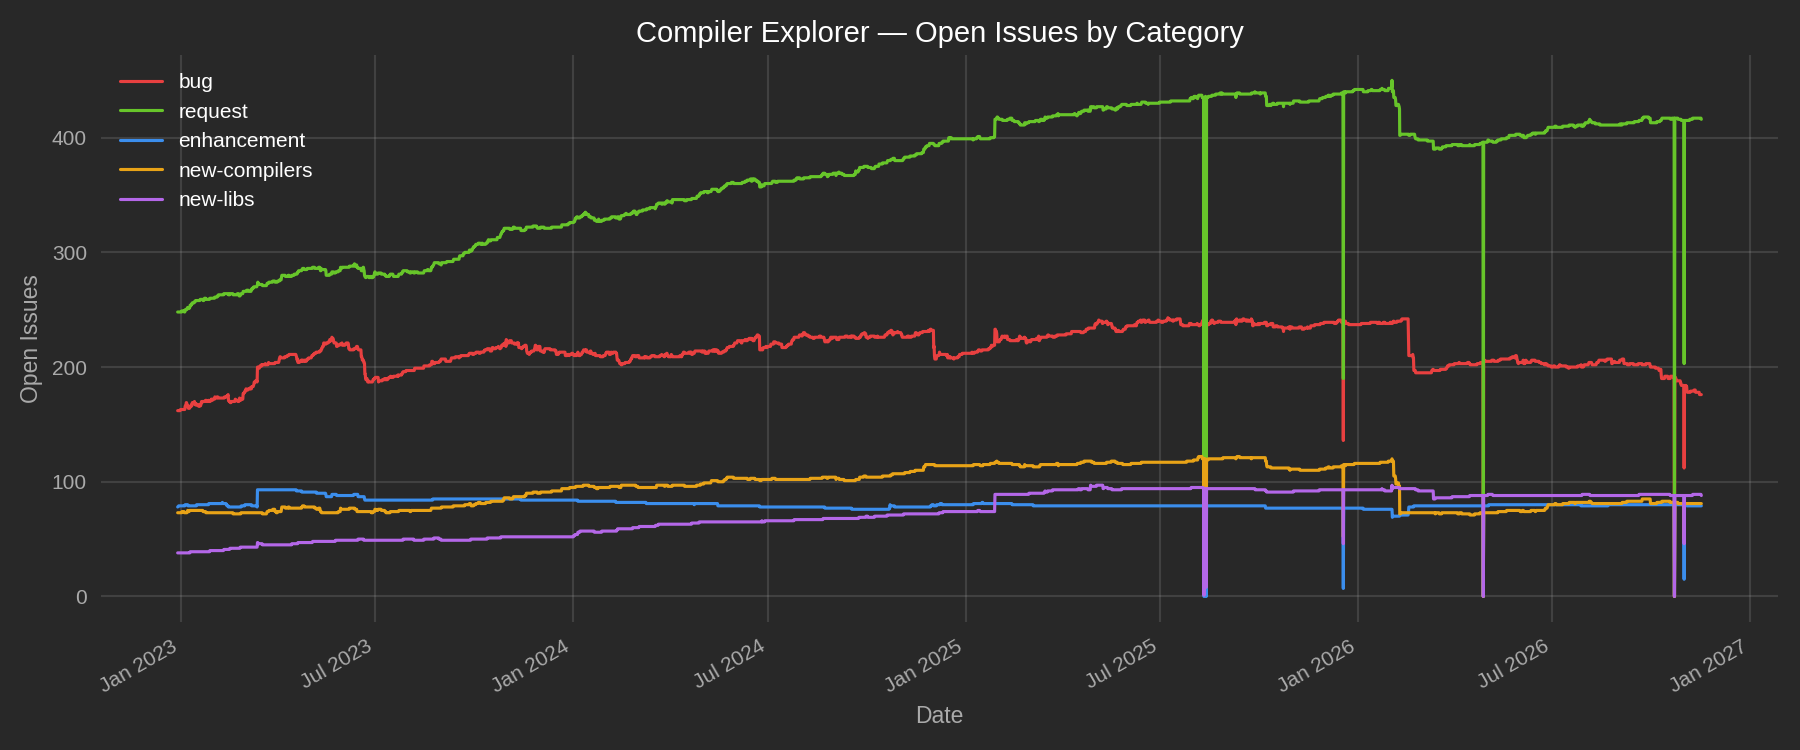 Compiler Explorer — Open Issues by Category
bug
request
enhancement
new-compilers
new-libs
Open Issues
400
300
200
100
0
Jan 2023
Jul 2023
Jan 2024
Jul 2024
Jan 2025
Jul 2025
Jan 2026
Jul 2026
Jan 2027
Date